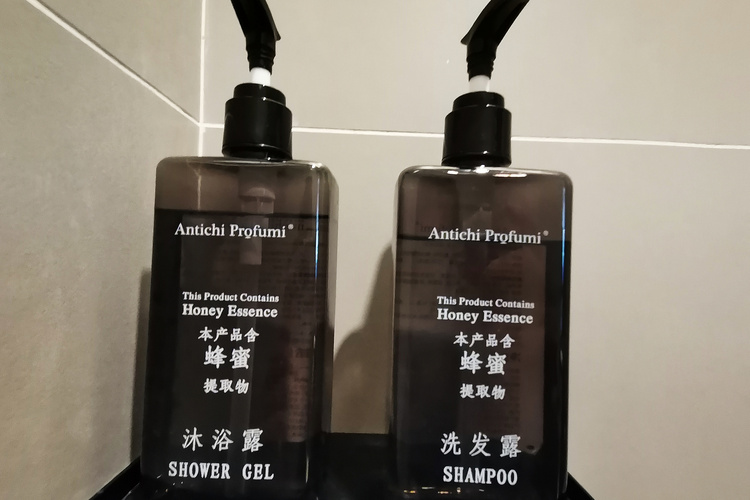 Antichi Profumi®
This Product Contains
Honey Essence
本产品含
蜂蜜
提取物
沐浴露
SHOWER GEL
Antichi Profumi®
This Product Contains
Honey Essence
本产品含
蜂蜜
提取物
洗发露
SHAMPOO